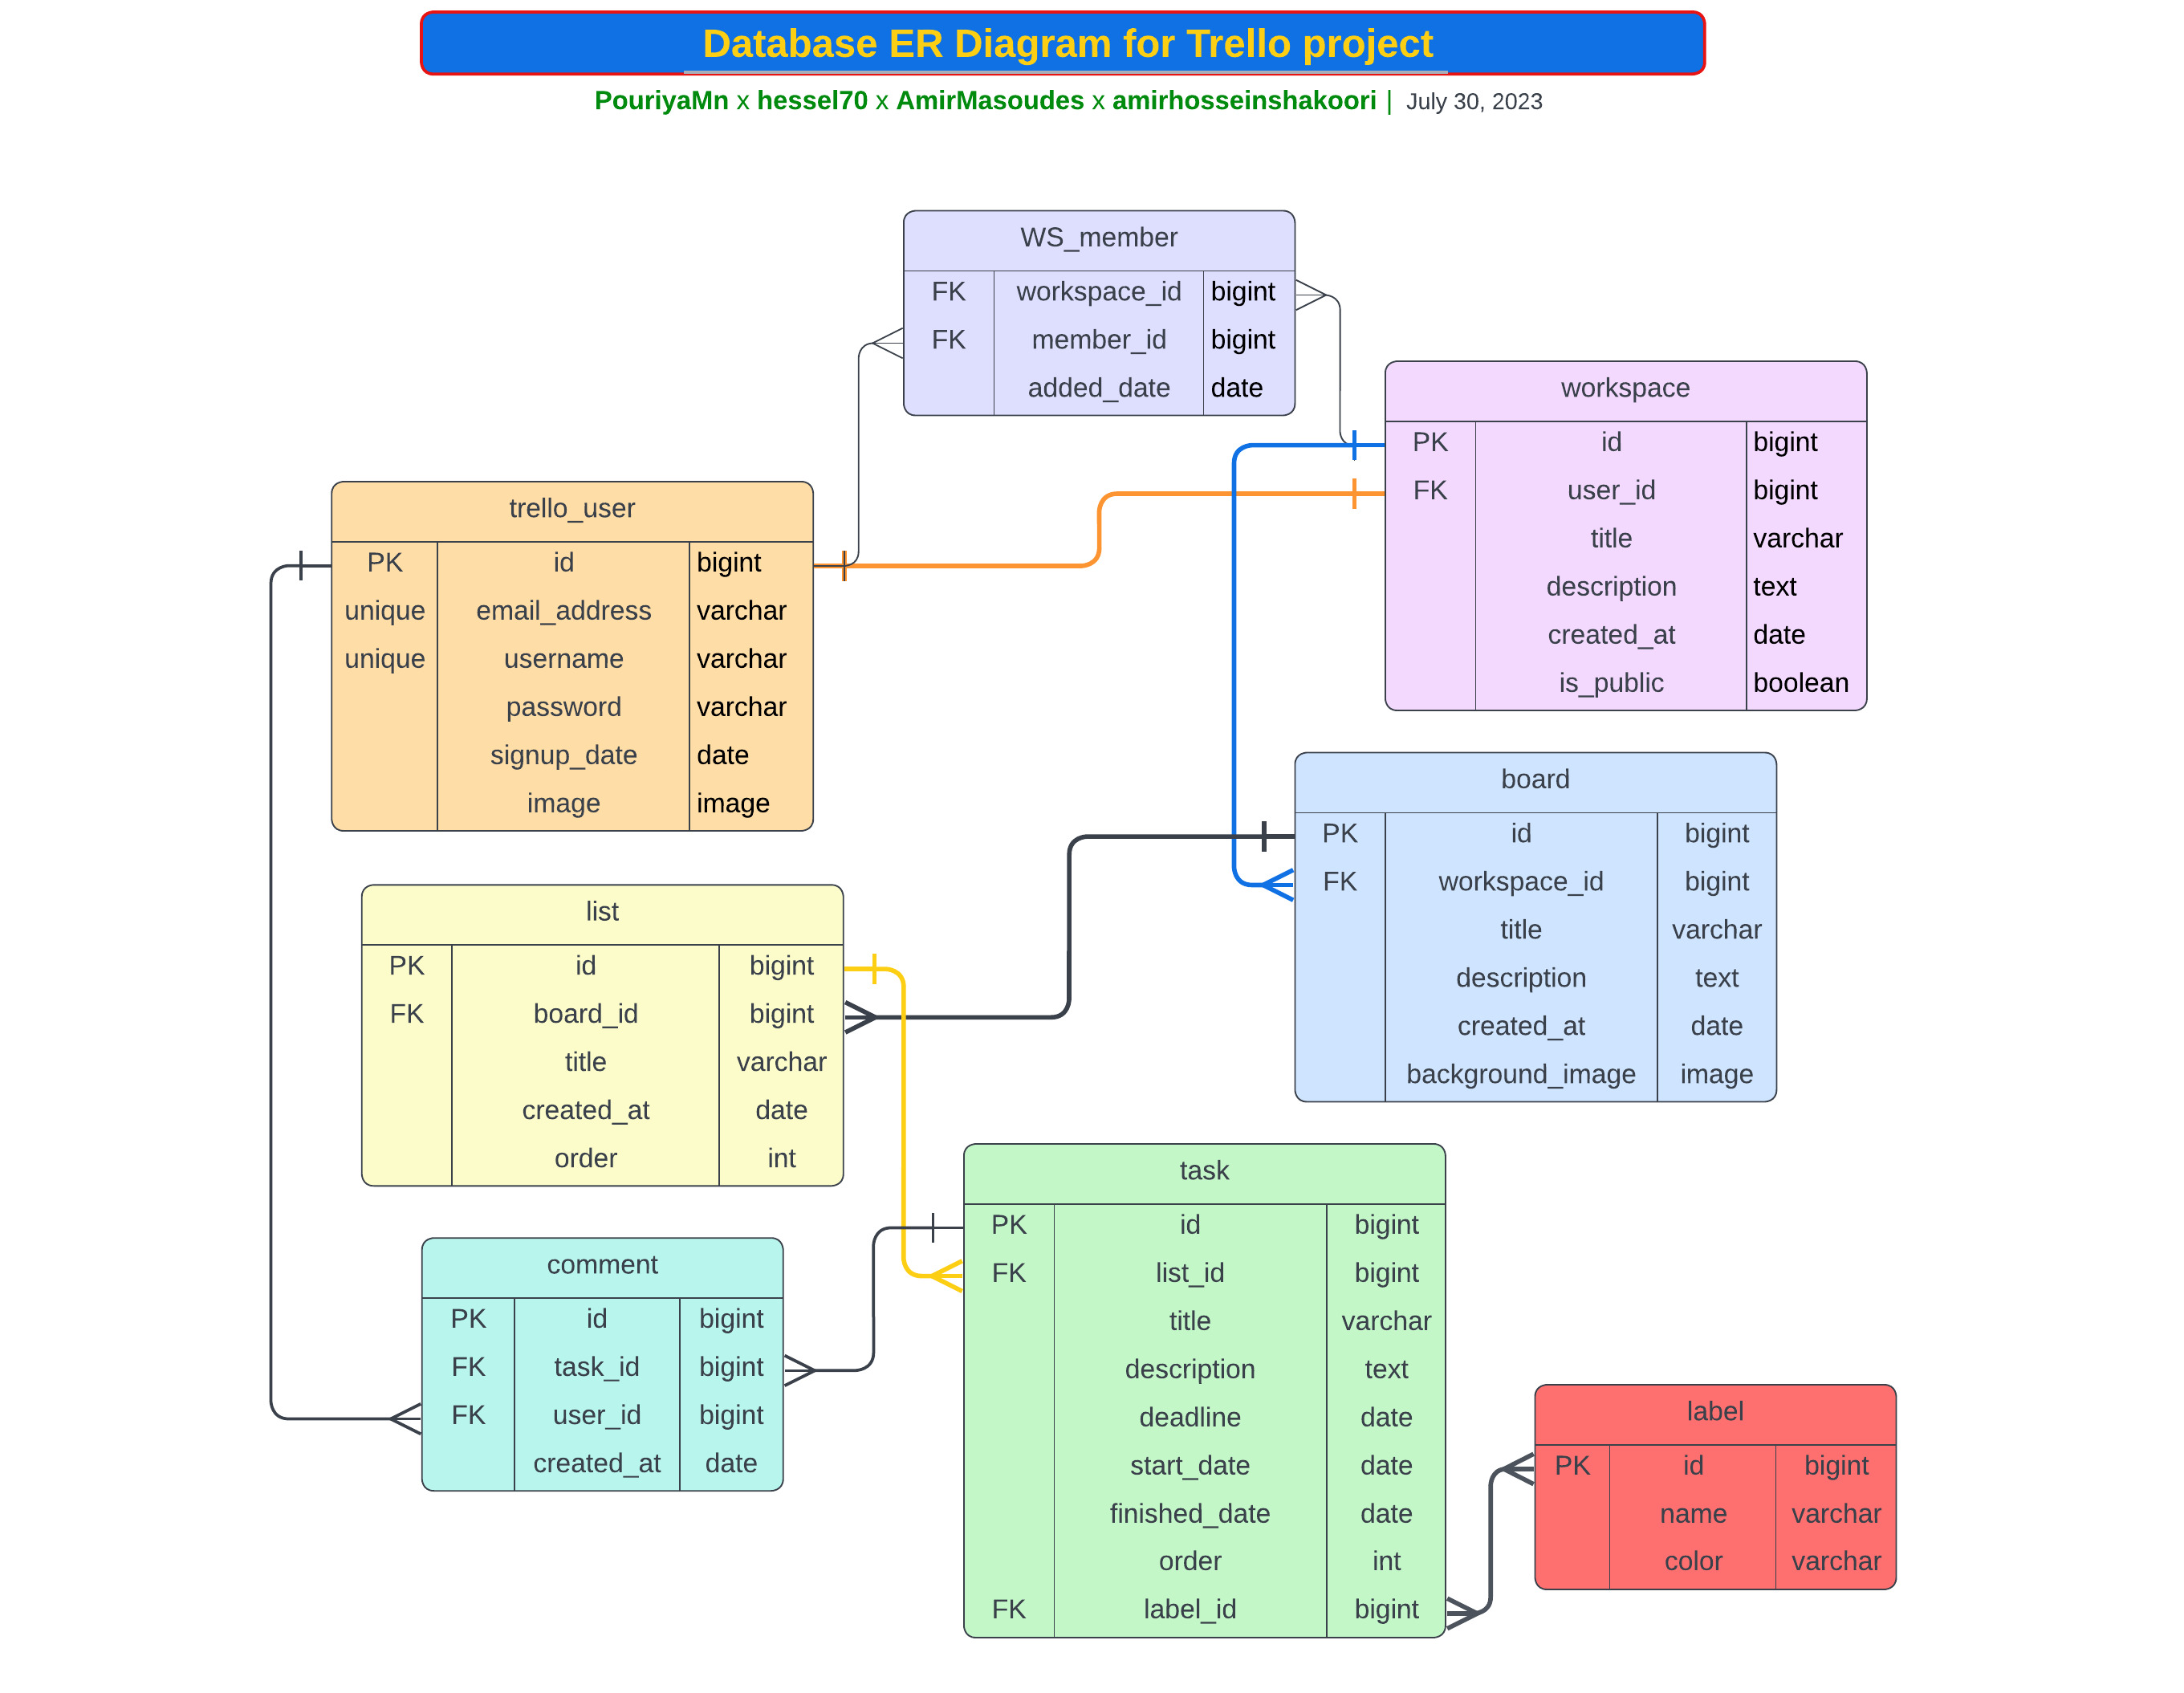 Database ER Diagram for Trello project
PouriyaMn x hessel70 x AmirMasoudes x amirhosseinshakoori | July 30, 2023
WS_member
FK workspace_id bigint
FK member_id bigint
added_date date
workspace
PK id bigint
FK user_id bigint
title varchar
description text
created_at date
is_public boolean
trello_user
PK id bigint
unique email_address varchar
unique username varchar
password varchar
signup_date date
image image
board
PK id bigint
FK workspace_id bigint
title varchar
description text
created_at date
background_image image
list
PK id bigint
FK board_id bigint
title varchar
created_at date
order int
task
PK id bigint
FK list_id bigint
title varchar
description text
deadline date
start_date date
finished_date date
order int
FK label_id bigint
comment
PK id bigint
FK task_id bigint
FK user_id bigint
created_at date
label
PK id bigint
name varchar
color varchar